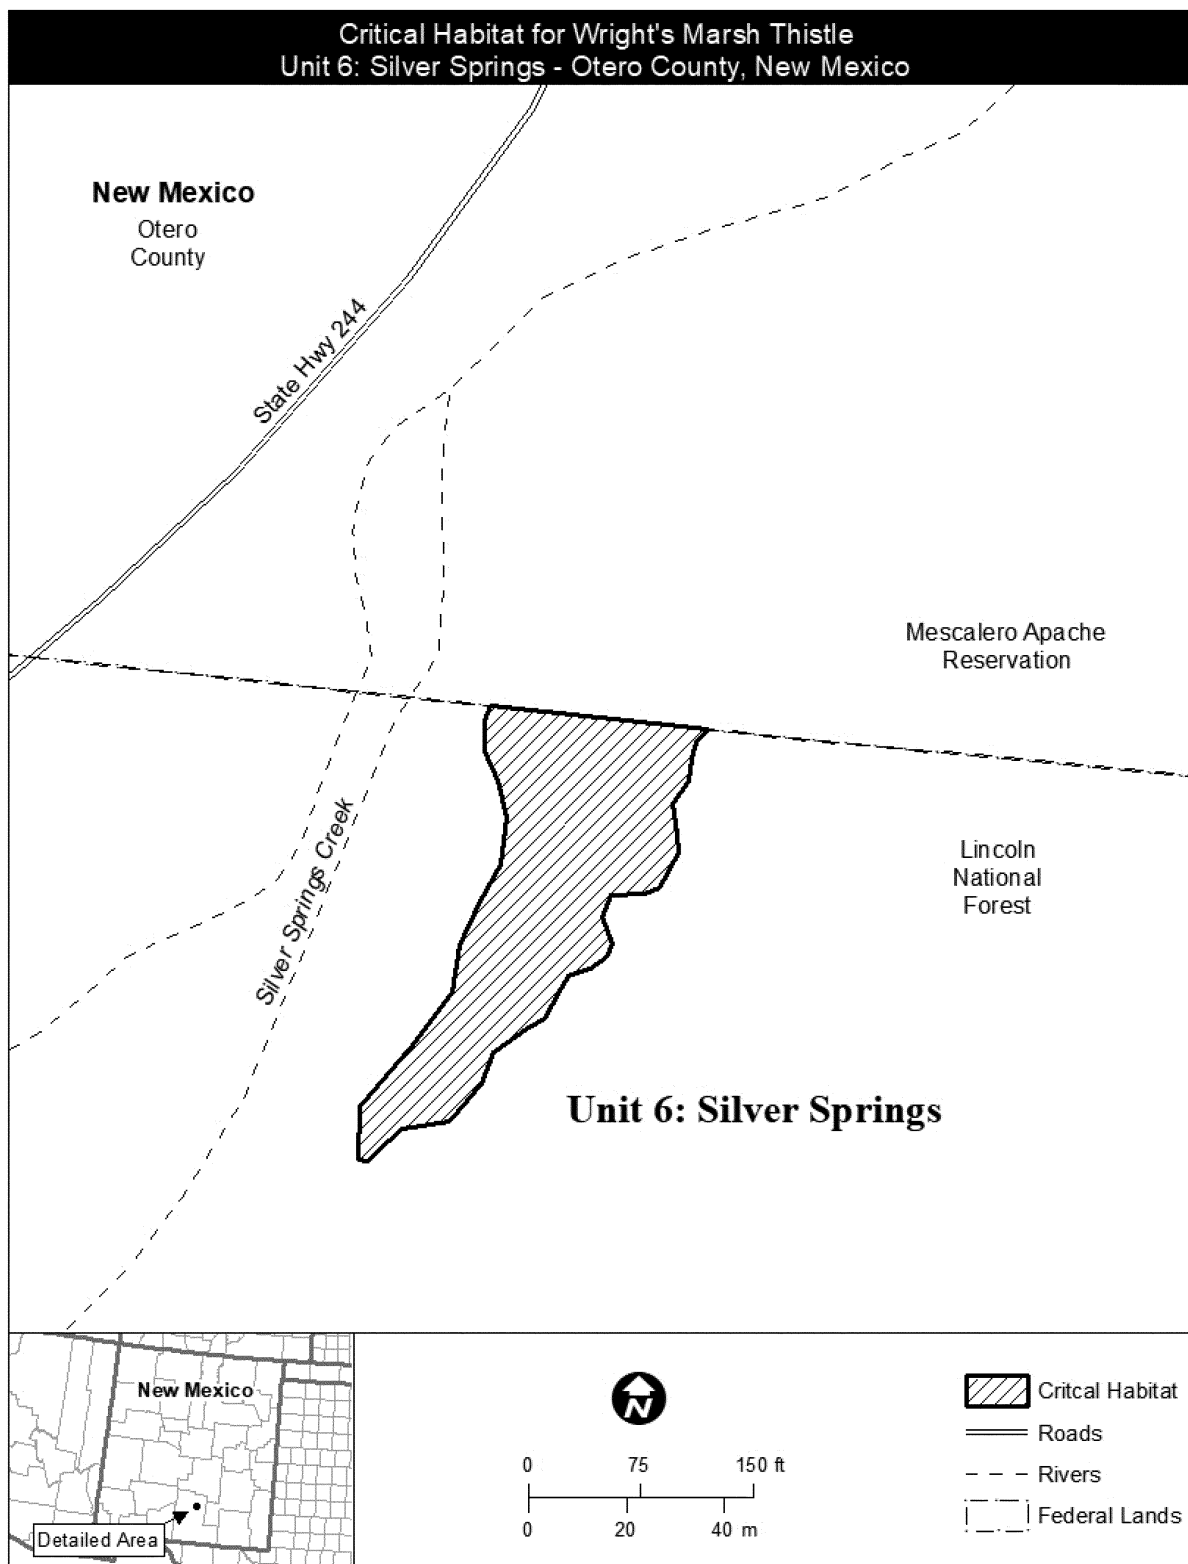 Critical Habitat for Wright's Marsh Thistle
Unit 6: Silver Springs - Otero County, New Mexico
New Mexico
Otero
County
State Hwy 244
Mescalero Apache
Reservation
Silver Springs Creek
Lincoln
National
Forest
Unit 6: Silver Springs
New Mexico
Detailed Area
N
0 75 150 ft
0 20 40 m
Critcal Habitat
Roads
Rivers
Federal Lands